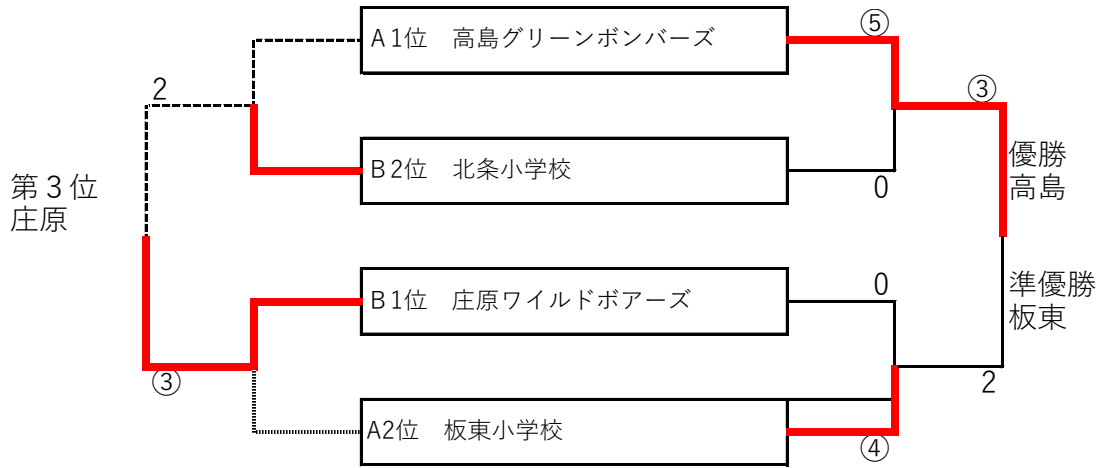 ⑤
A1位 高島グリーンボンバーズ
2
③
優勝
高島
B2位 北条小学校
0
第３位
庄原
B1位 庄原ワイルドボアーズ
0
準優勝
板東
③
2
A2位 板東小学校
④